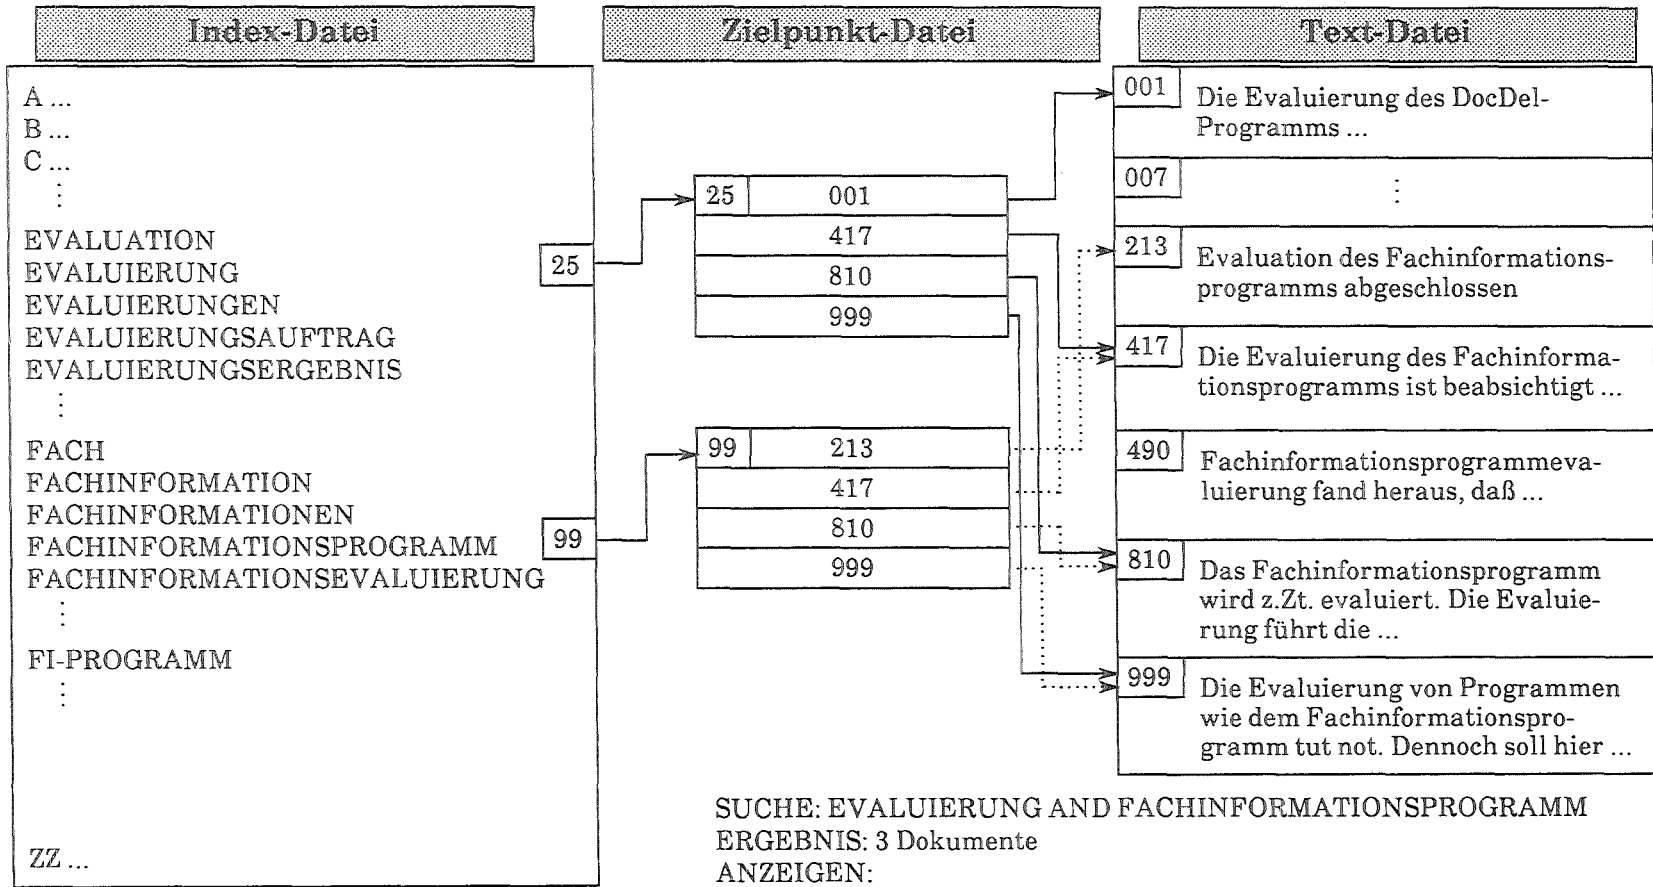 Index-Datei
Zielpunkt-Datei
Text-Datei
A ...
B ...
C ...
⋮
EVALUATION
EVALUIERUNG
25
EVALUIERUNGEN
EVALUIERUNGSAUFTRAG
EVALUIERUNGSERGEBNIS
⋮
FACH
FACHINFORMATION
FACHINFORMATIONEN
FACHINFORMATIONSPROGRAMM
99
FACHINFORMATIONSEVALUIERUNG
⋮
FI-PROGRAMM
⋮
ZZ ...
25 001
417
810
999
99 213
417
810
999
001
Die Evaluierung des DocDel-
Programms ...
007
⋮
213
Evaluation des Fachinformations-
programms abgeschlossen
417
Die Evaluierung des Fachinforma-
tionsprogramms ist beabsichtigt ...
490
Fachinformationsprogrammeva-
luierung fand heraus, daß ...
810
Das Fachinformationsprogramm
wird z.Zt. evaluiert. Die Evaluie-
rung führt die ...
999
Die Evaluierung von Programmen
wie dem Fachinformationspro-
gramm tut not. Dennoch soll hier ...
SUCHE: EVALUIERUNG AND FACHINFORMATIONSPROGRAMM
ERGEBNIS: 3 Dokumente
ANZEIGEN: